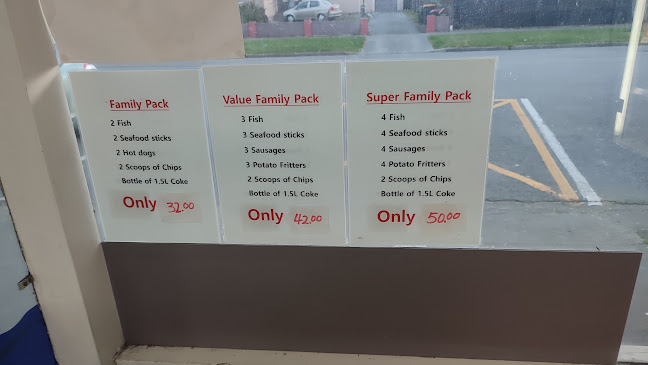 Family Pack
2 Fish
2 Seafood sticks
2 Hot dogs
2 Scoops of Chips
Bottle of 1.5L Coke
Only 32.00
Value Family Pack
3 Fish
3 Seafood sticks
3 Sausages
3 Potato Fritters
2 Scoops of Chips
Bottle of 1.5L Coke
Only 42.00
Super Family Pack
4 Fish
4 Seafood sticks
4 Sausages
4 Potato Fritters
2 Scoops of Chips
Bottle of 1.5L Coke
Only 50.00